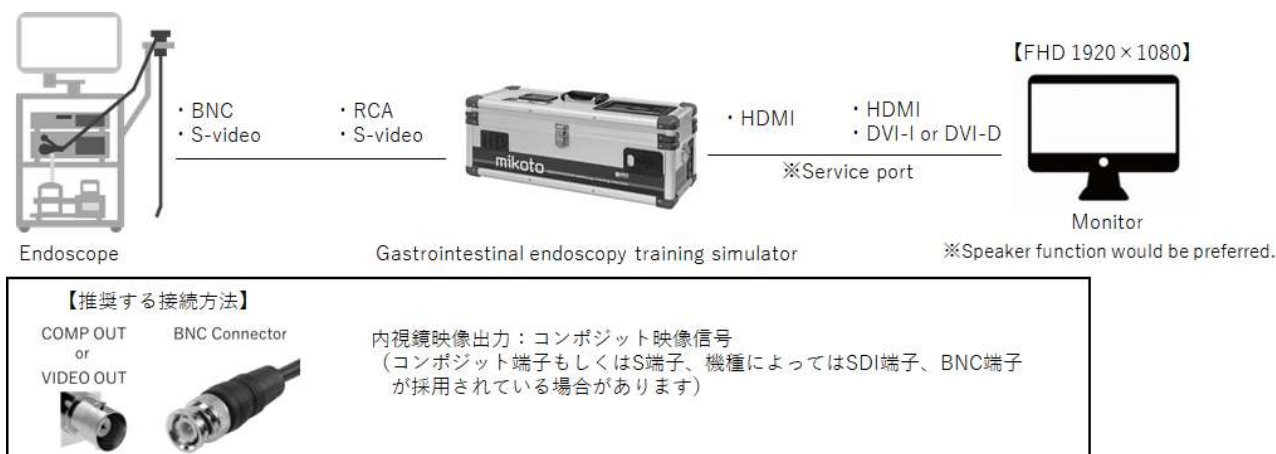 【FHD 1920×1080】
・BNC
・S-video
・RCA
・S-video
mikoto
・HDMI
・HDMI
・DVI-I or DVI-D
※Service port
Endoscope
Gastrointestinal endoscopy training simulator
Monitor
※Speaker function would be preferred.
【推奨する接続方法】
COMP OUT
or
VIDEO OUT
BNC Connector
内視鏡映像出力：コンポジット映像信号
（コンポジット端子もしくはS端子、機種によってはSDI端子、BNC端子
が採用されている場合があります）